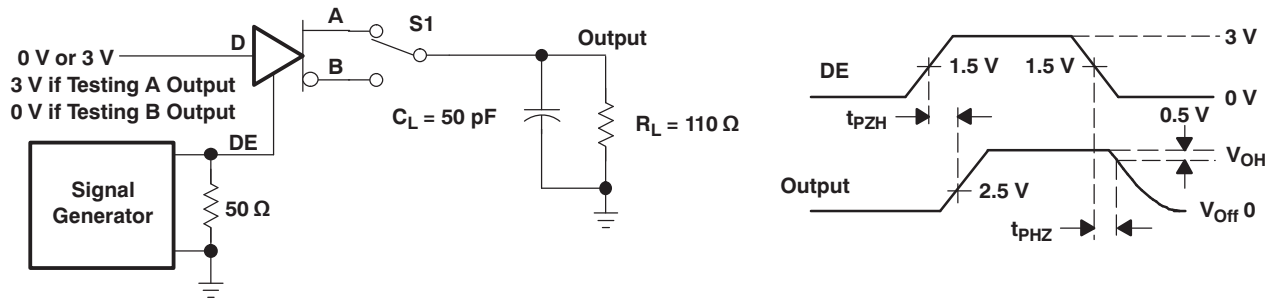 A
S1
D
B
0 V or 3 V
3 V if Testing A Output
0 V if Testing B Output
DE
Signal
Generator
50 Ω
Output
C_L = 50 pF
R_L = 110 Ω
3 V
DE
1.5 V
1.5 V
0 V
t_PZH
0.5 V
V_OH
Output
2.5 V
V_Off 0
t_PHZ